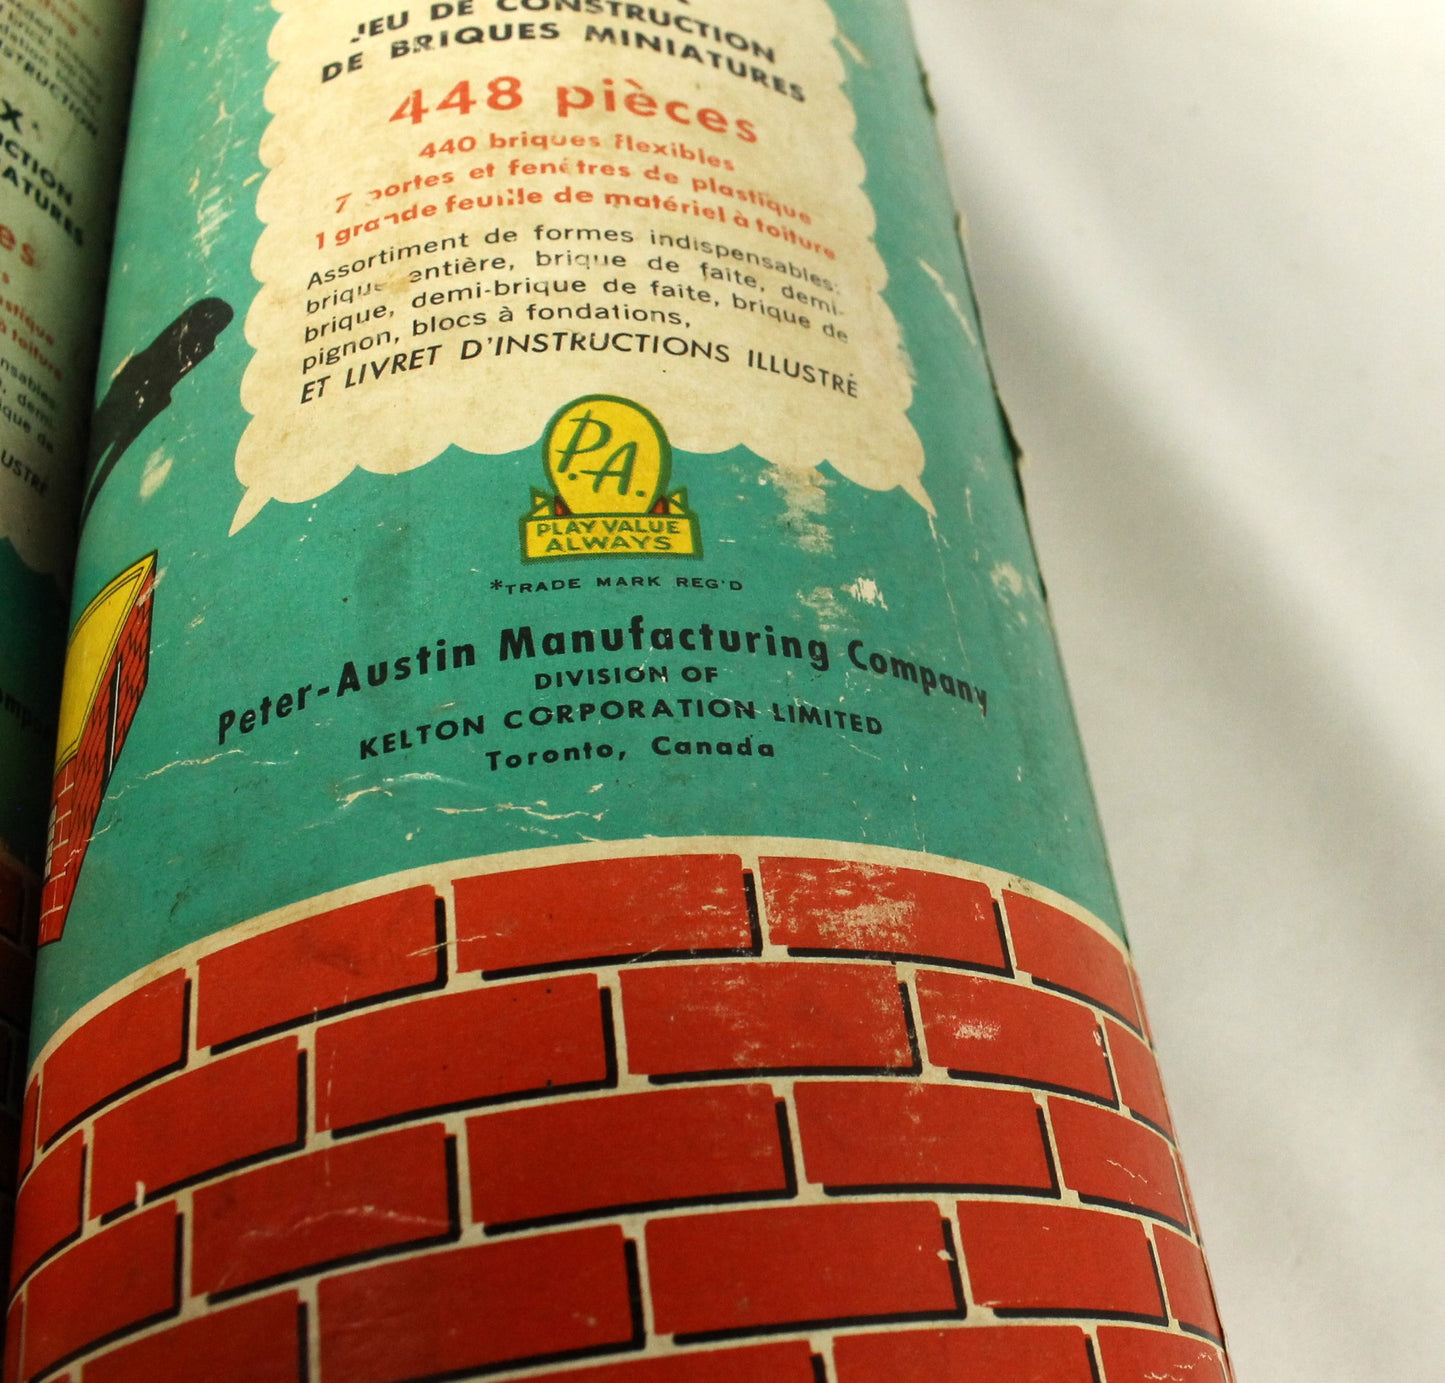 JEU DE CONSTRUCTION
DE BRIQUES MINIATURES
448 pièces
440 briques flexibles
7 portes et fenêtres de plastique
1 grande feuille de matériel à toiture
Assortiment de formes indispensables:
brique entière, brique de faîte, demi-
brique, demi-brique de faîte, brique de
pignon, blocs à fondations,
ET LIVRET D'INSTRUCTIONS ILLUSTRÉ
P.A.
PLAY VALUE
ALWAYS
*TRADE MARK REG'D
Peter-Austin Manufacturing Company
DIVISION OF
KELTON CORPORATION LIMITED
Toronto, Canada